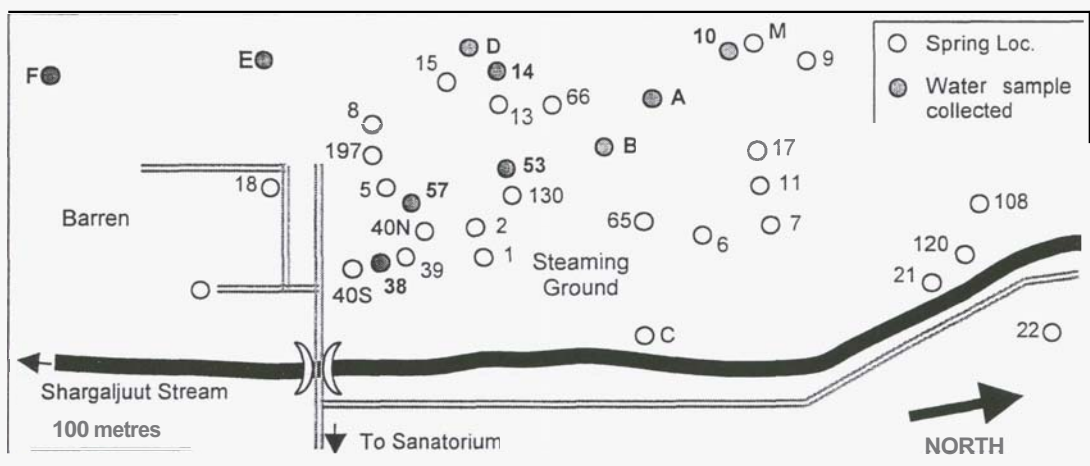 10
M
Spring Loc.
D
E
9
F
14
15
66
Water sample
collected
A
13
8
B
17
197
53
18
5
57
11
130
108
Barren
40N
2
65
7
6
120
1
Steaming
Ground
39
38
40S
21
C
22
Shargaljuut Stream
100 metres
To Sanatorium
NORTH